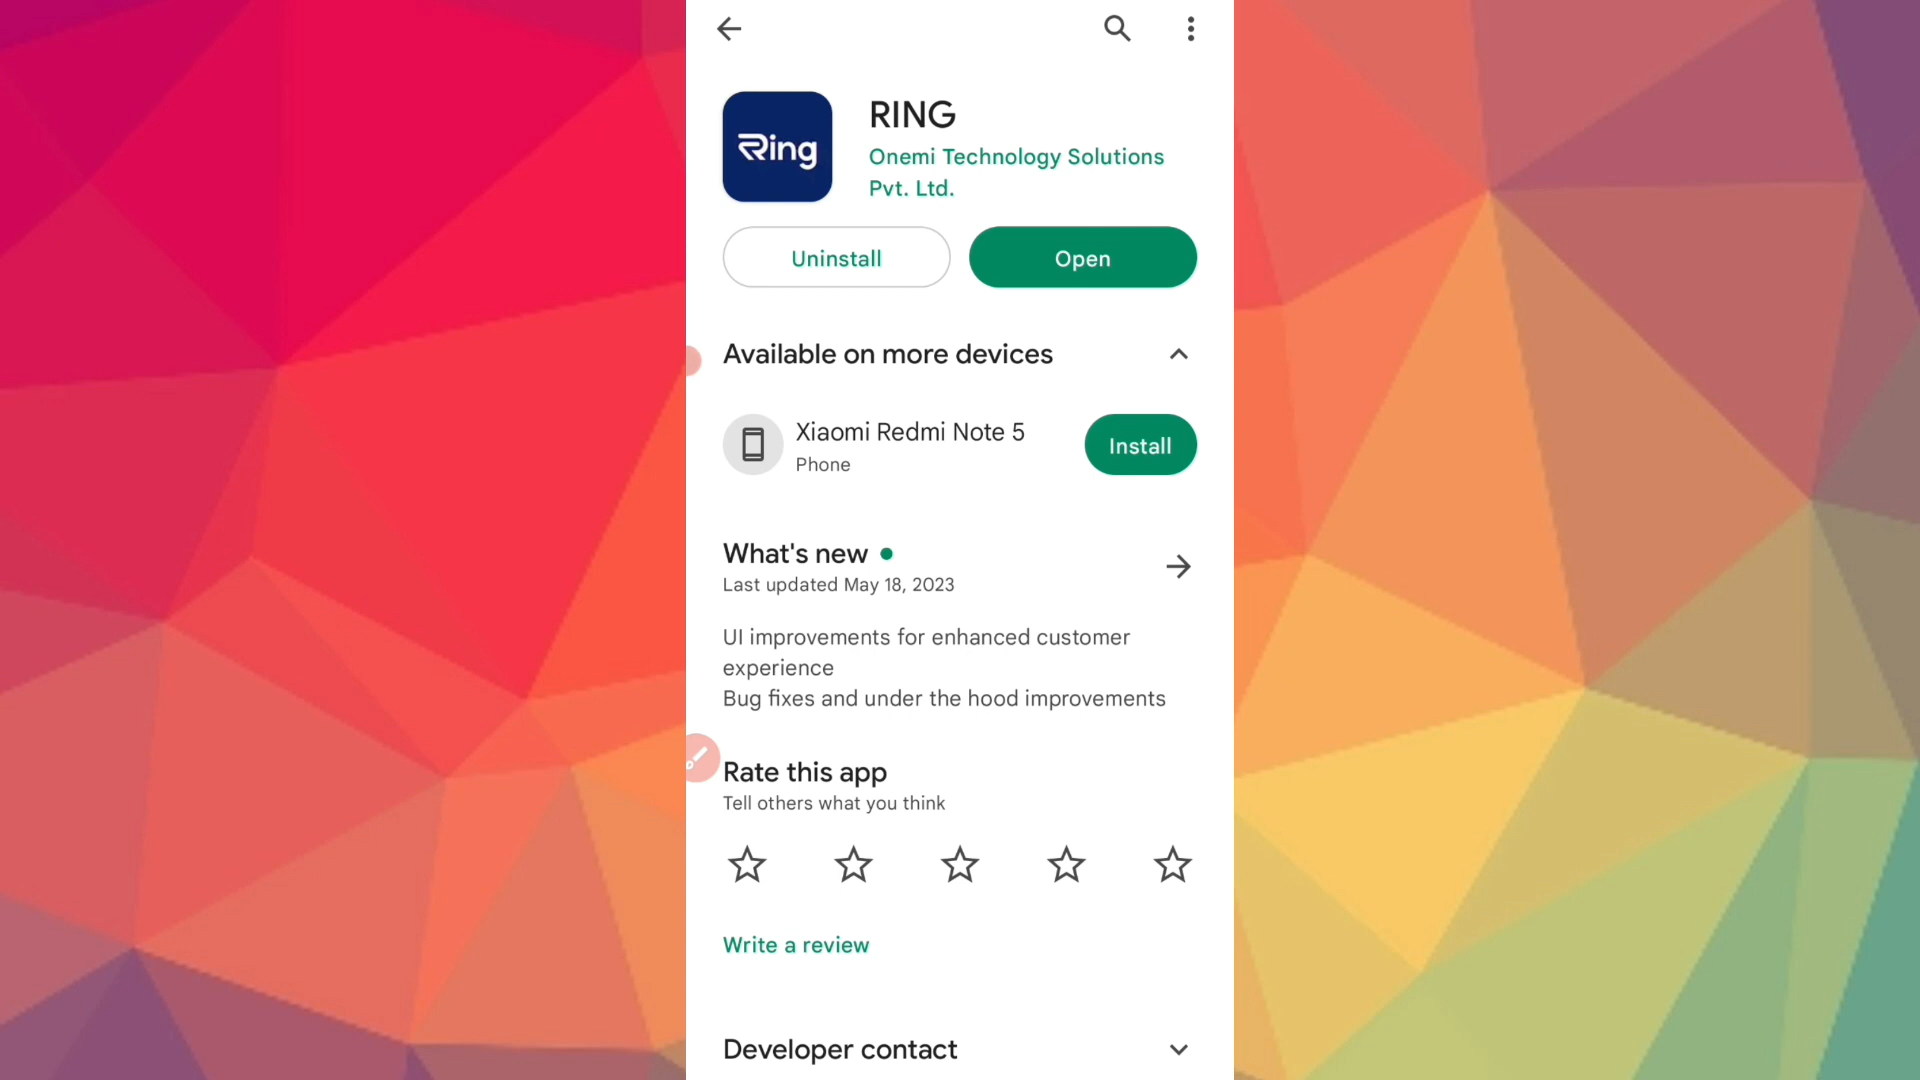 Ring
RING
Onemi Technology Solutions
Pvt. Ltd.
Uninstall
Open
Available on more devices
Xiaomi Redmi Note 5
Phone
Install
What's new
Last updated May 18, 2023
UI improvements for enhanced customer
experience
Bug fixes and under the hood improvements
Rate this app
Tell others what you think
Write a review
Developer contact